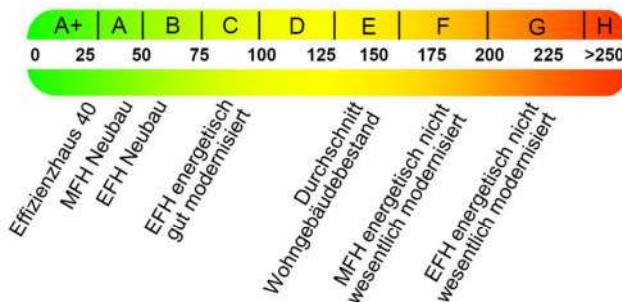 A+ A B C D E F G H
0 25 50 75 100 125 150 175 200 225 >250
Effizienzhaus 40
MFH Neubau
EFH Neubau
EFH energetisch
gut modernisiert
Durchschnitt
Wohngebäudebestand
MFH energetisch nicht
wesentlich modernisiert
EFH energetisch nicht
wesentlich modernisiert